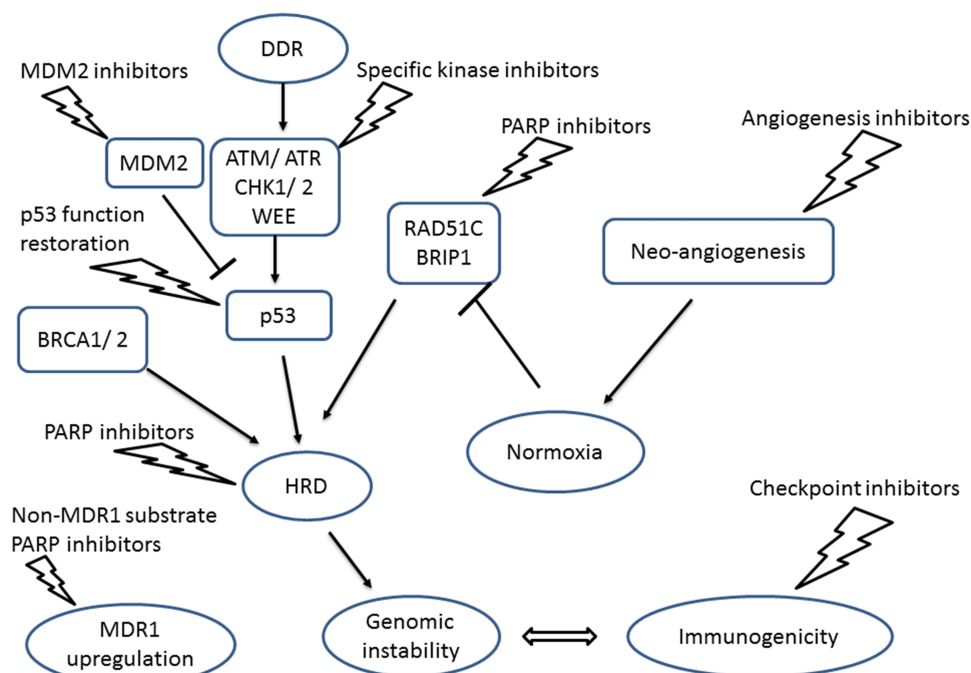 DDR
MDM2 inhibitors
Specific kinase inhibitors
Angiogenesis inhibitors
PARP inhibitors
MDM2
ATM/ ATR
CHK1/ 2
WEE
p53 function
restoration
RAD51C
BRIP1
Neo-angiogenesis
p53
BRCA1/ 2
PARP inhibitors
HRD
Normoxia
Checkpoint inhibitors
Non-MDR1 substrate
PARP inhibitors
MDR1
upregulation
Genomic
instability
Immunogenicity